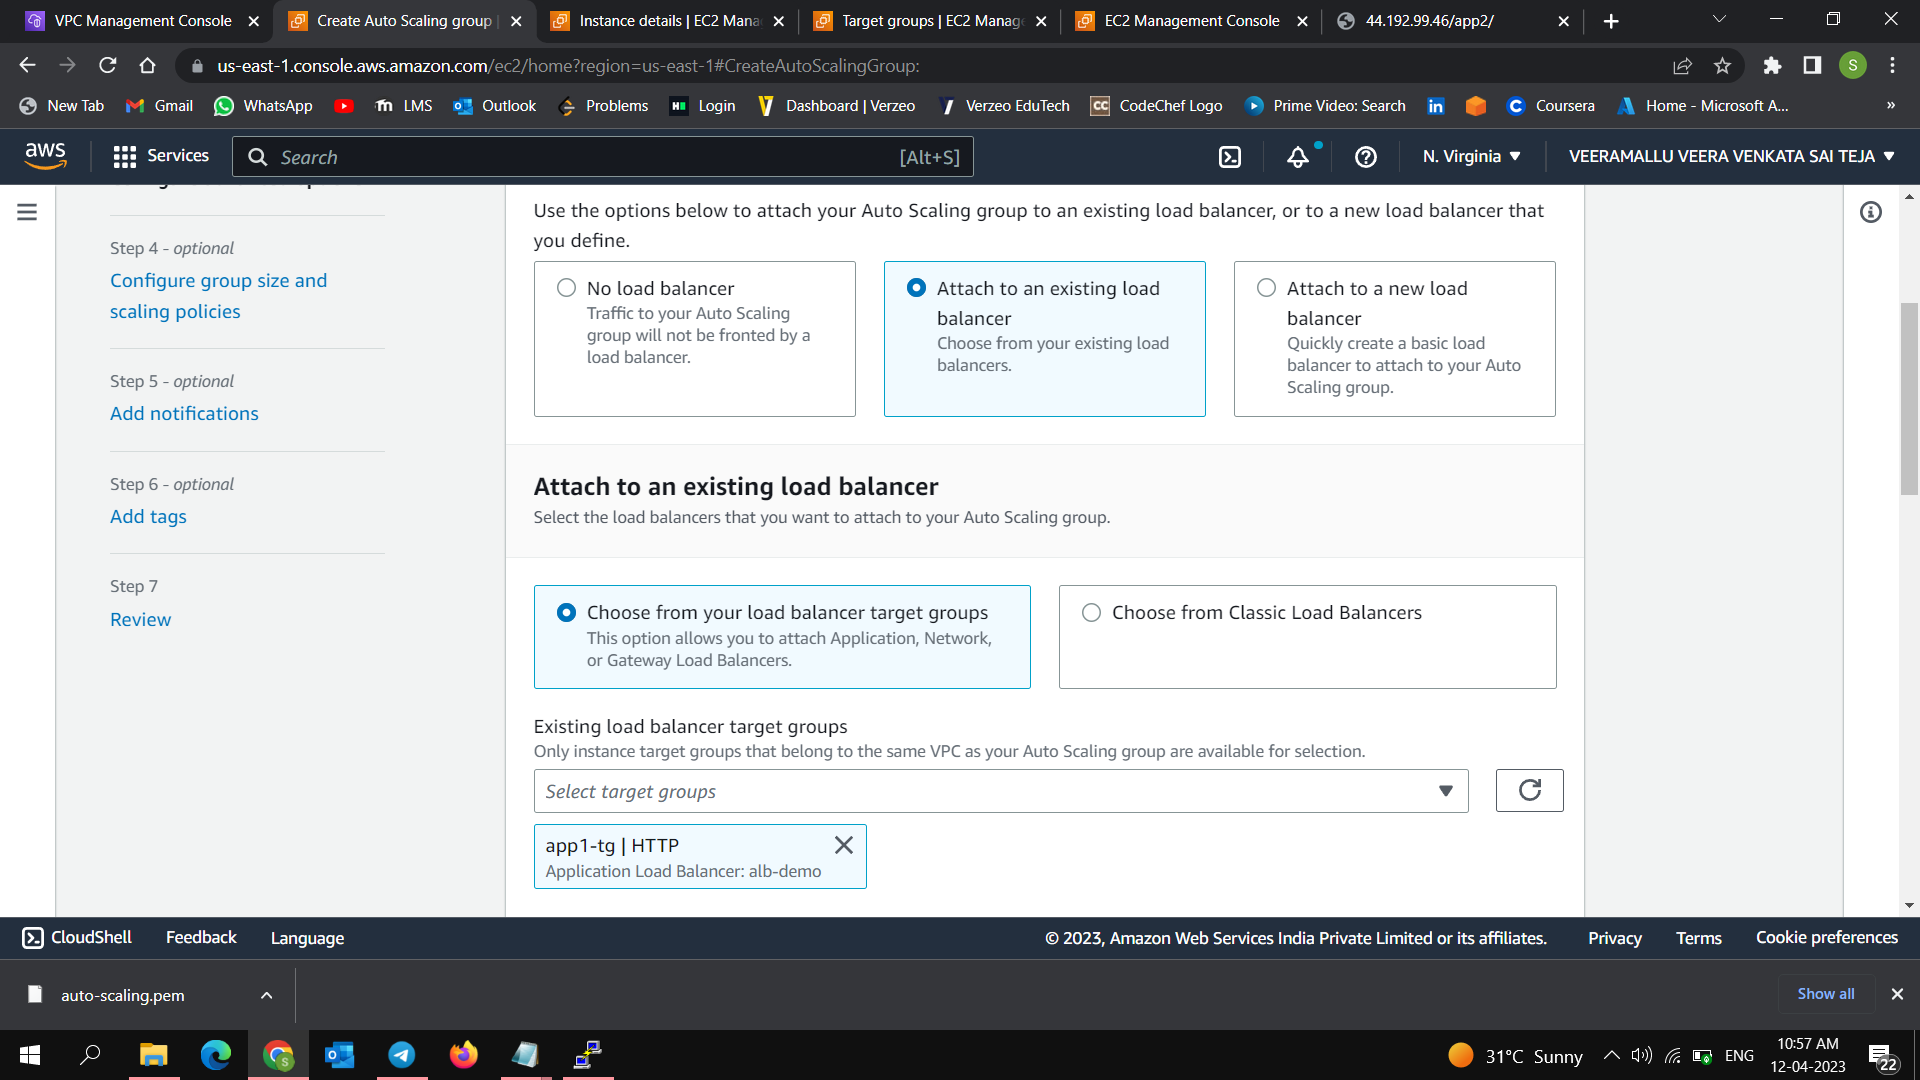 VPC Management Console
Create Auto Scaling group
Instance details | EC2 Mana
Target groups | EC2 Manage
EC2 Management Console
44.192.99.46/app2/
us-east-1.console.aws.amazon.com/ec2/home?region=us-east-1#CreateAutoScalingGroup:
S
New Tab
Gmail
WhatsApp
LMS
Outlook
Problems
Login
Dashboard | Verzeo
Verzeo EduTech
CodeChef Logo
Prime Video: Search
Coursera
Home - Microsoft A...
»
aws
Services
Search
[Alt+S]
N. Virginia
VEERAMALLU VEERA VENKATA SAI TEJA
Step 4 - optional
Configure group size and
scaling policies
Step 5 - optional
Add notifications
Step 6 - optional
Add tags
Step 7
Review
Use the options below to attach your Auto Scaling group to an existing load balancer, or to a new load balancer that
you define.
No load balancer
Traffic to your Auto Scaling
group will not be fronted by a
load balancer.
Attach to an existing load
balancer
Choose from your existing load
balancers.
Attach to a new load
balancer
Quickly create a basic load
balancer to attach to your Auto
Scaling group.
Attach to an existing load balancer
Select the load balancers that you want to attach to your Auto Scaling group.
Choose from your load balancer target groups
This option allows you to attach Application, Network,
or Gateway Load Balancers.
Choose from Classic Load Balancers
Existing load balancer target groups
Only instance target groups that belong to the same VPC as your Auto Scaling group are available for selection.
Select target groups
app1-tg | HTTP
Application Load Balancer: alb-demo
CloudShell
Feedback
Language
© 2023, Amazon Web Services India Private Limited or its affiliates.
Privacy
Terms
Cookie preferences
auto-scaling.pem
Show all
31°C Sunny
ENG
10:57 AM
12-04-2023
22